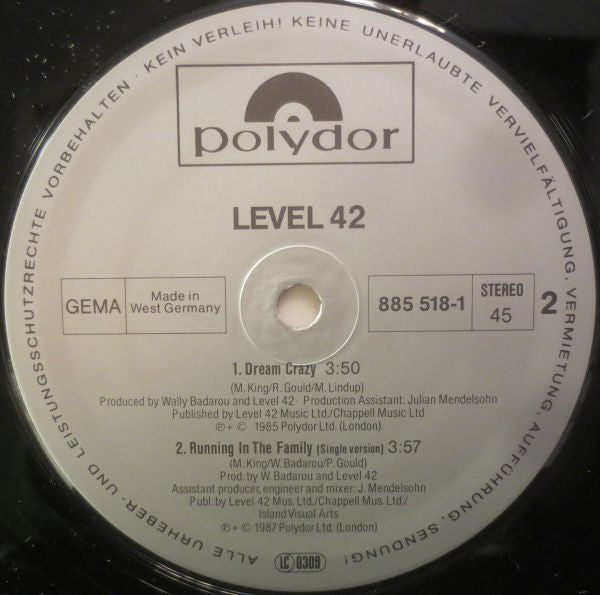 ALLE URHEBER- UND LEISTUNGSSCHUTZRECHTE VORBEHALTEN · KEIN VERLEIH! KEINE UNERLAUBTE VERVIELFÄLTIGUNG, VERMIETUNG, AUFFÜHRUNG, SENDUNG!
polydor
LEVEL 42
GEMA
Made in
West Germany
885 518-1
STEREO
45
2
1. Dream Crazy 3:50
(M. King/R. Gould/M. Lindup)
Produced by Wally Badarou and Level 42 · Production Assistant: Julian Mendelsohn
Published by Level 42 Music Ltd./Chappell Music Ltd
℗ + © 1985 Polydor Ltd. (London)
2. Running In The Family (Single version) 3:57
(M. King/W. Badarou/P. Gould)
Prod. by W. Badarou and Level 42
Assistant producer, engineer and mixer: J. Mendelsohn
Publ. by Level 42 Mus. Ltd./Chappell Mus. Ltd./
Island Visual Arts
℗ + © 1987 Polydor Ltd. (London)
LC 0309